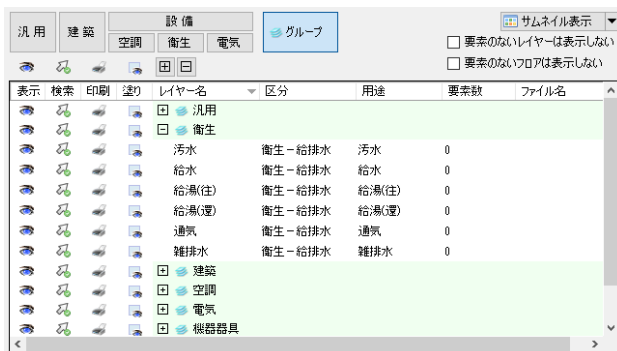 汎用 建築 設備 グループ サムネイル表示
空調 衛生 電気
要素のないレイヤーは表示しない
要素のないフロアは表示しない
表示 検索 印刷 塗り レイヤー名 区分 用途 要素数 ファイル名
汎用
衛生
汚水 衛生－給排水 汚水 0
給水 衛生－給排水 給水 0
給湯(往) 衛生－給排水 給湯(往) 0
給湯(還) 衛生－給排水 給湯(還) 0
通気 衛生－給排水 通気 0
雑排水 衛生－給排水 雑排水 0
建築
空調
電気
機器器具